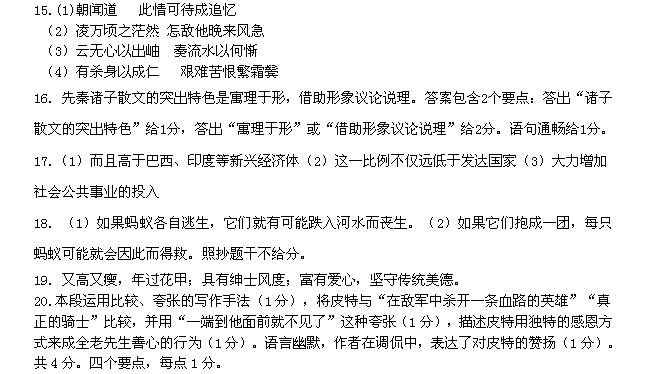 15.(1)朝闻道　此情可待成追忆
（2）凌万顷之茫然 怎敌他晚来风急
（3）云无心以出岫　奏流水以何惭
（4）有杀身以成仁　艰难苦恨繁霜鬓
16. 先秦诸子散文的突出特色是寓理于形，借助形象议论说理。答案包含2个要点：答出“诸子
散文的突出特色”给1分，答出“寓理于形”或“借助形象议论说理”给2分。语句通畅给1分。
17.（1）而且高于巴西、印度等新兴经济体（2）这一比例不仅远低于发达国家（3）大力增加
社会公共事业的投入
18. （1）如果蚂蚁各自逃生，它们就有可能跌入河水而丧生。（2）如果它们抱成一团，每只
蚂蚁可能就会因此而得救。照抄题干不给分。
19. 又高又瘦，年过花甲；具有绅士风度；富有爱心，坚守传统美德。
20.本段运用比较、夸张的写作手法（1分），将皮特与“在敌军中杀开一条血路的英雄”“真
正的骑士”比较，并用“一端到他面前就不见了”这种夸张（1分），描述皮特用独特的感恩方
式来成全老先生善心的行为（1分）。语言幽默，作者在调侃中，表达了对皮特的赞扬（1分）。
共4分。四个要点，每点1分。